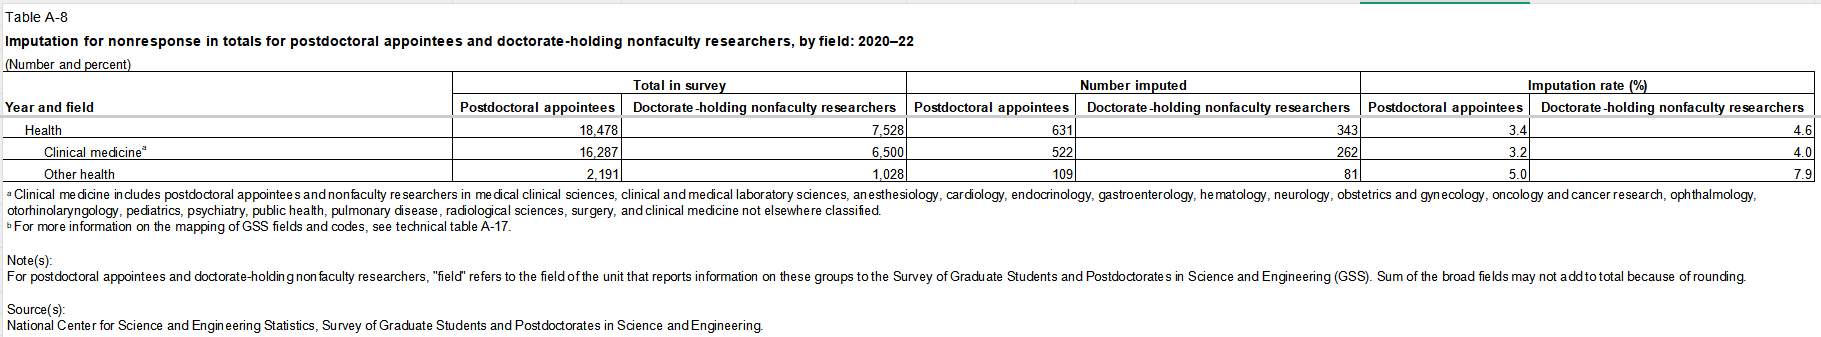 Table A-8
Imputation for nonresponse in totals for postdoctoral appointees and doctorate-holding nonfaculty researchers, by field: 2020–22
(Number and percent)
Total in survey Number imputed Imputation rate (%)
Year and field Postdoctoral appointees Doctorate-holding nonfaculty researchers Postdoctoral appointees Doctorate-holding nonfaculty researchers Postdoctoral appointees Doctorate-holding nonfaculty researchers
Health 18,478 7,528 631 343 3.4 4.6
Clinical medicineᵃ 16,287 6,500 522 262 3.2 4.0
Other health 2,191 1,028 109 81 5.0 7.9
ᵃ Clinical medicine includes postdoctoral appointees and nonfaculty researchers in medical clinical sciences, clinical and medical laboratory sciences, anesthesiology, cardiology, endocrinology, gastroenterology, hematology, neurology, obstetrics and gynecology, oncology and cancer research, ophthalmology,
otorhinolaryngology, pediatrics, psychiatry, public health, pulmonary disease, radiological sciences, surgery, and clinical medicine not elsewhere classified.
ᵇ For more information on the mapping of GSS fields and codes, see technical table A-17.
Note(s):
For postdoctoral appointees and doctorate-holding nonfaculty researchers, "field" refers to the field of the unit that reports information on these groups to the Survey of Graduate Students and Postdoctorates in Science and Engineering (GSS). Sum of the broad fields may not add to total because of rounding.
Source(s):
National Center for Science and Engineering Statistics, Survey of Graduate Students and Postdoctorates in Science and Engineering.